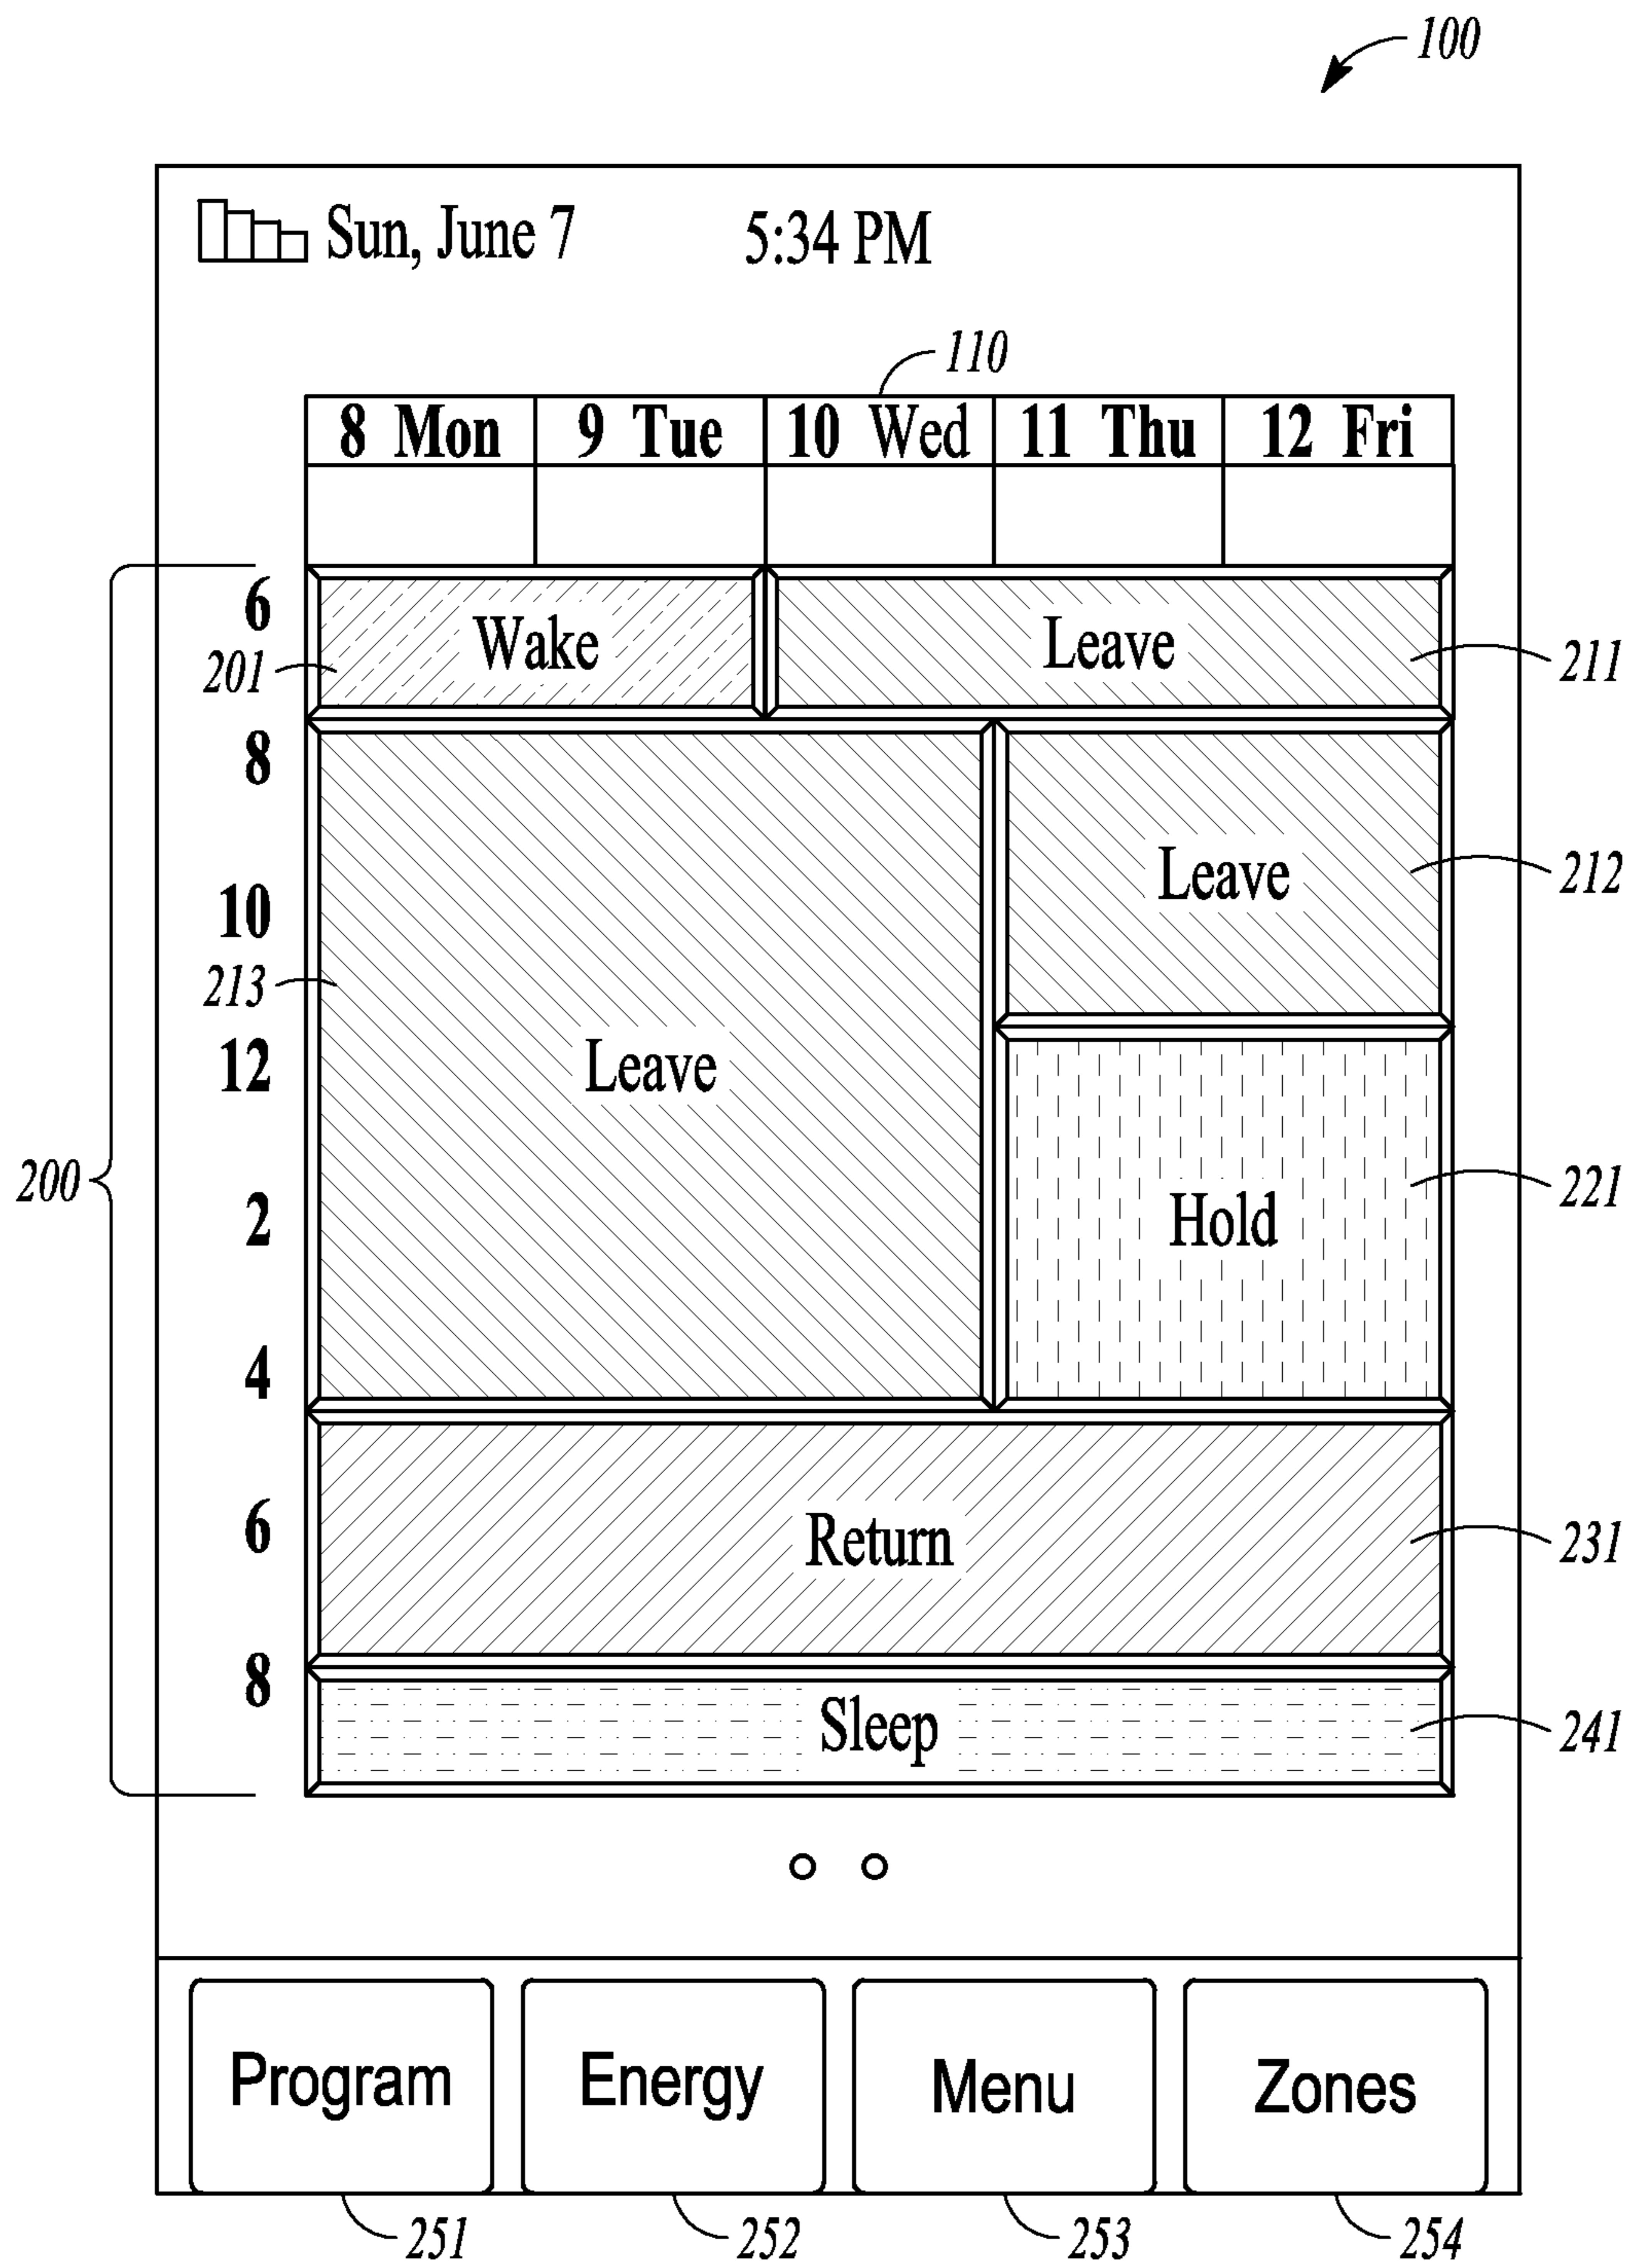 100
Sun, June 7 5:34 PM
110
8 Mon 9 Tue 10 Wed 11 Thu 12 Fri
6 Wake Leave
201 211
8
Leave 212
10
213
12 Leave
200 221
2 Hold
4
6 Return 231
8
Sleep 241
Program Energy Menu Zones
251 252 253 254